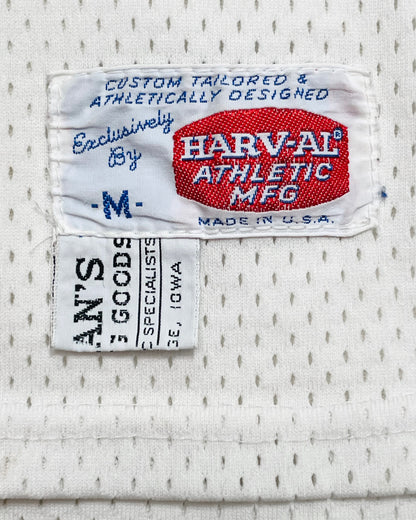 CUSTOM TAILORED &
ATHLETICALLY DESIGNED
Exclusively
By
HARV-AL®
ATHLETIC
MFG
-M-
MADE IN U.S.A.
AN'S
GOODS
SPECIALISTS
GE, IOWA